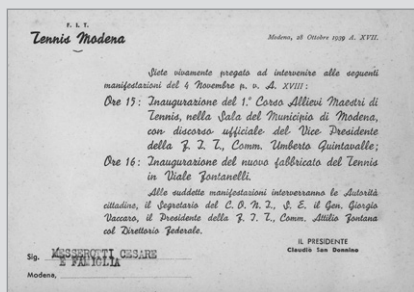 F. I. T.
Tennis Modena
Modena, 28 Ottobre 1939 A. XVII.
Siete vivamente pregato ad intervenire alle seguenti
manifestazioni del 4 Novembre p. v. A. XVIII:
Ore 15: Inaugurazione del 1.° Corso Allievi Maestri di
Tennis, nella Sala del Municipio di Modena,
con discorso ufficiale del Vice Presidente
della F. I. T., Comm. Umberto Quintavalle;
Ore 16: Inaugurazione del nuovo fabbricato del Tennis
in Viale Fontanelli.
Alle suddette manifestazioni interverranno le Autorità
cittadine, il Segretario del C. O. N. I., S. E. il Gen. Giorgio
Vaccaro, il Presidente della F. I. T., Comm. Attilio Fontana
col Direttorio Federale.
IL PRESIDENTE
Claudio San Donnino
Sig. MESSEROTTI CESARE
E FAMIGLIA
Modena,